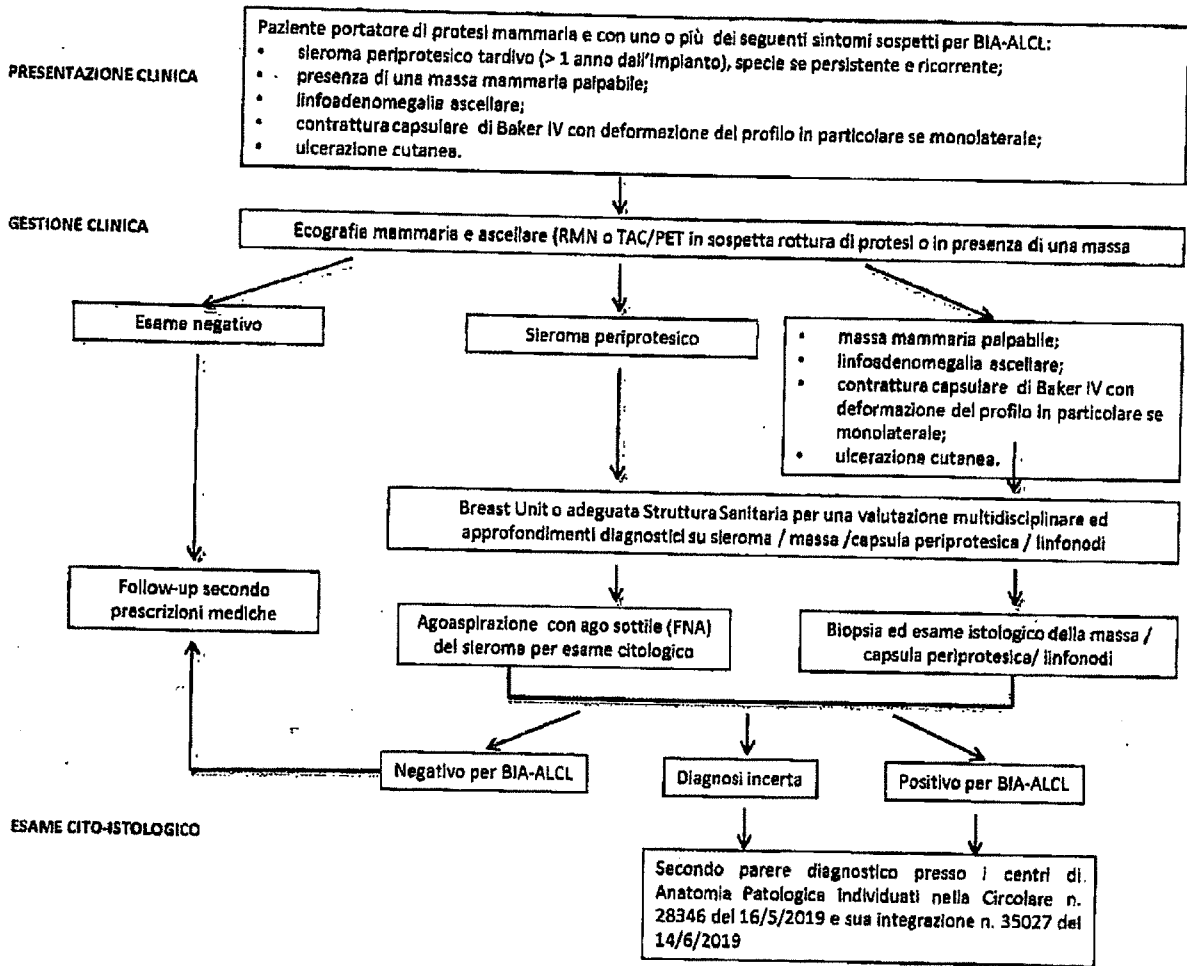 Paziente portatore di protesi mammaria e con uno o più dei seguenti sintomi sospetti per BIA-ALCL:
• sieroma periprotesico tardivo (> 1 anno dall'impianto), specie se persistente e ricorrente;
PRESENTAZIONE CLINICA
• presenza di una massa mammaria palpabile;
• linfoadenomegalia ascellare;
• contrattura capsulare di Baker IV con deformazione del profilo in particolare se monolaterale;
• ulcerazione cutanea.
GESTIONE CLINICA
Ecografia mammaria e ascellare (RMN o TAC/PET in sospetta rottura di protesi o in presenza di una massa
Esame negativo
Sieroma periprotesico
• massa mammaria palpabile;
• linfoadenomegalia ascellare;
• contrattura capsulare di Baker IV con
deformazione del profilo in particolare se
monolaterale;
• ulcerazione cutanea.
Breast Unit o adeguata Struttura Sanitaria per una valutazione multidisciplinare ed
approfondimenti diagnostici su sieroma / massa /capsula periprotesica / linfonodi
Follow-up secondo
prescrizioni mediche
Agoaspirazione con ago sottile (FNA)
del sieroma per esame citologico
Biopsia ed esame istologico della massa /
capsula periprotesica/ linfonodi
Negativo per BIA-ALCL
Diagnosi incerta
Positivo per BIA-ALCL
ESAME CITO-ISTOLOGICO
Secondo parere diagnostico presso i centri di
Anatomia Patologica individuati nella Circolare n.
28346 del 16/5/2019 e sua integrazione n. 35027 del
14/6/2019